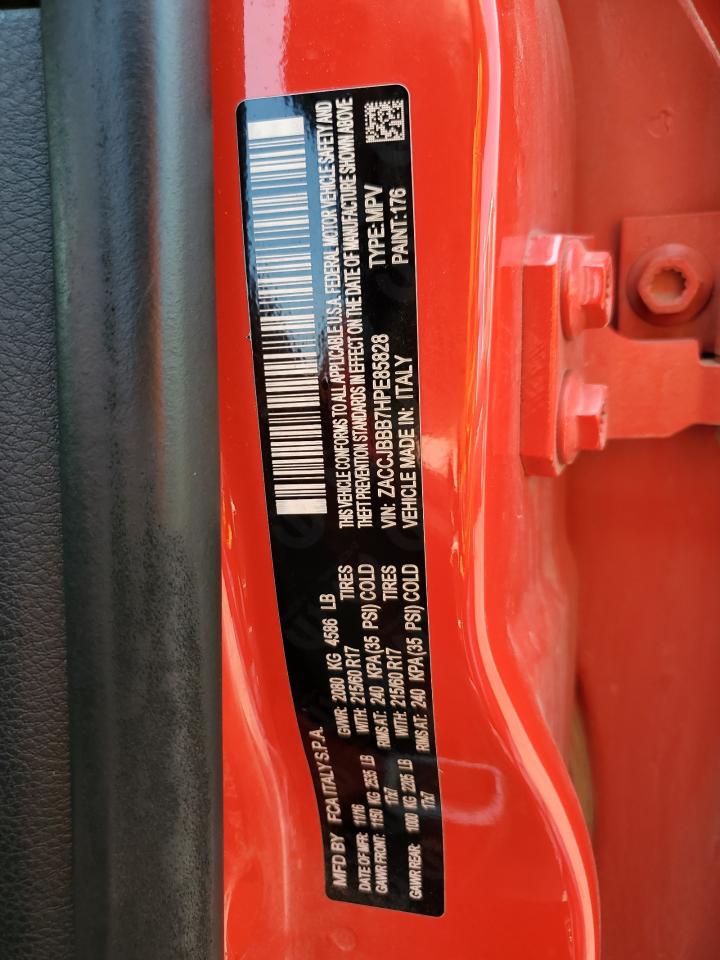 MFD BY FCA ITALY S.P.A.
DATE OF MFR: 11/16 GVWR: 2080 KG 4586 LB
GAWR FRONT: 1150 KG 2535 LB WITH: 215/60 R17 TIRES
17x7 RIMS AT: 240 KPA(35 PSI) COLD
GAWR REAR: 1000 KG 2205 LB WITH: 215/60 R17 TIRES
17x7 RIMS AT: 240 KPA(35 PSI) COLD
THIS VEHICLE CONFORMS TO ALL APPLICABLE U.S.A. FEDERAL MOTOR VEHICLE SAFETY AND
THEFT PREVENTION STANDARDS IN EFFECT ON THE DATE OF MANUFACTURE SHOWN ABOVE
VIN: ZACCJBBB7HPE85828 TYPE:MPV
VEHICLE MADE IN: ITALY PAINT:176